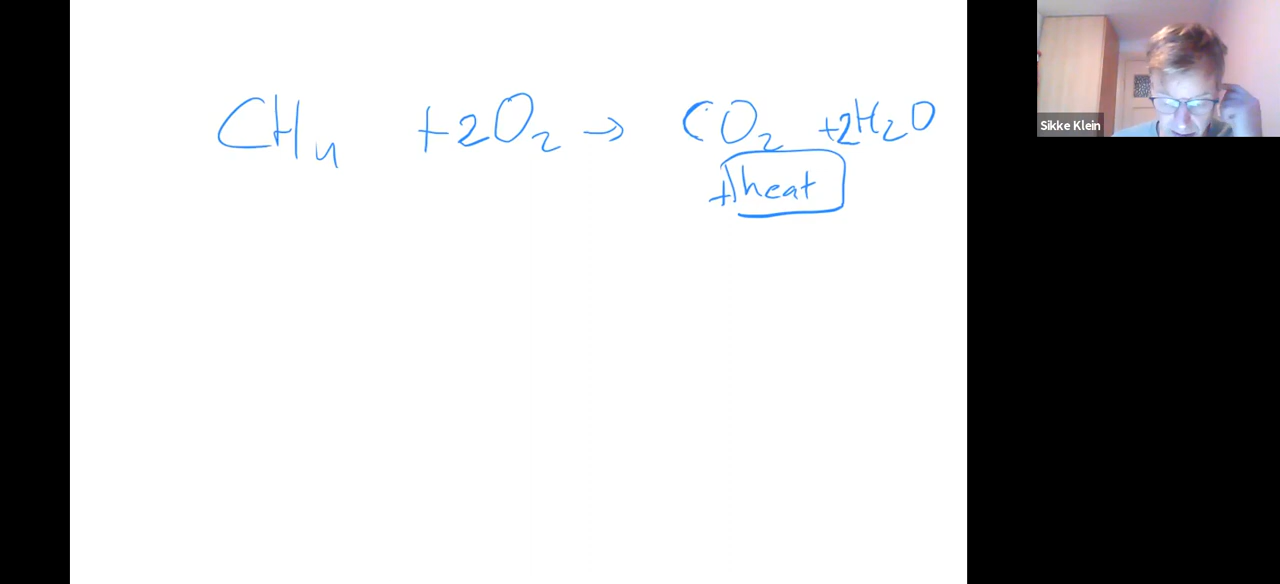 CH₄ +2O₂ → CO₂ +2H₂O
+ heat
Sikke Klein